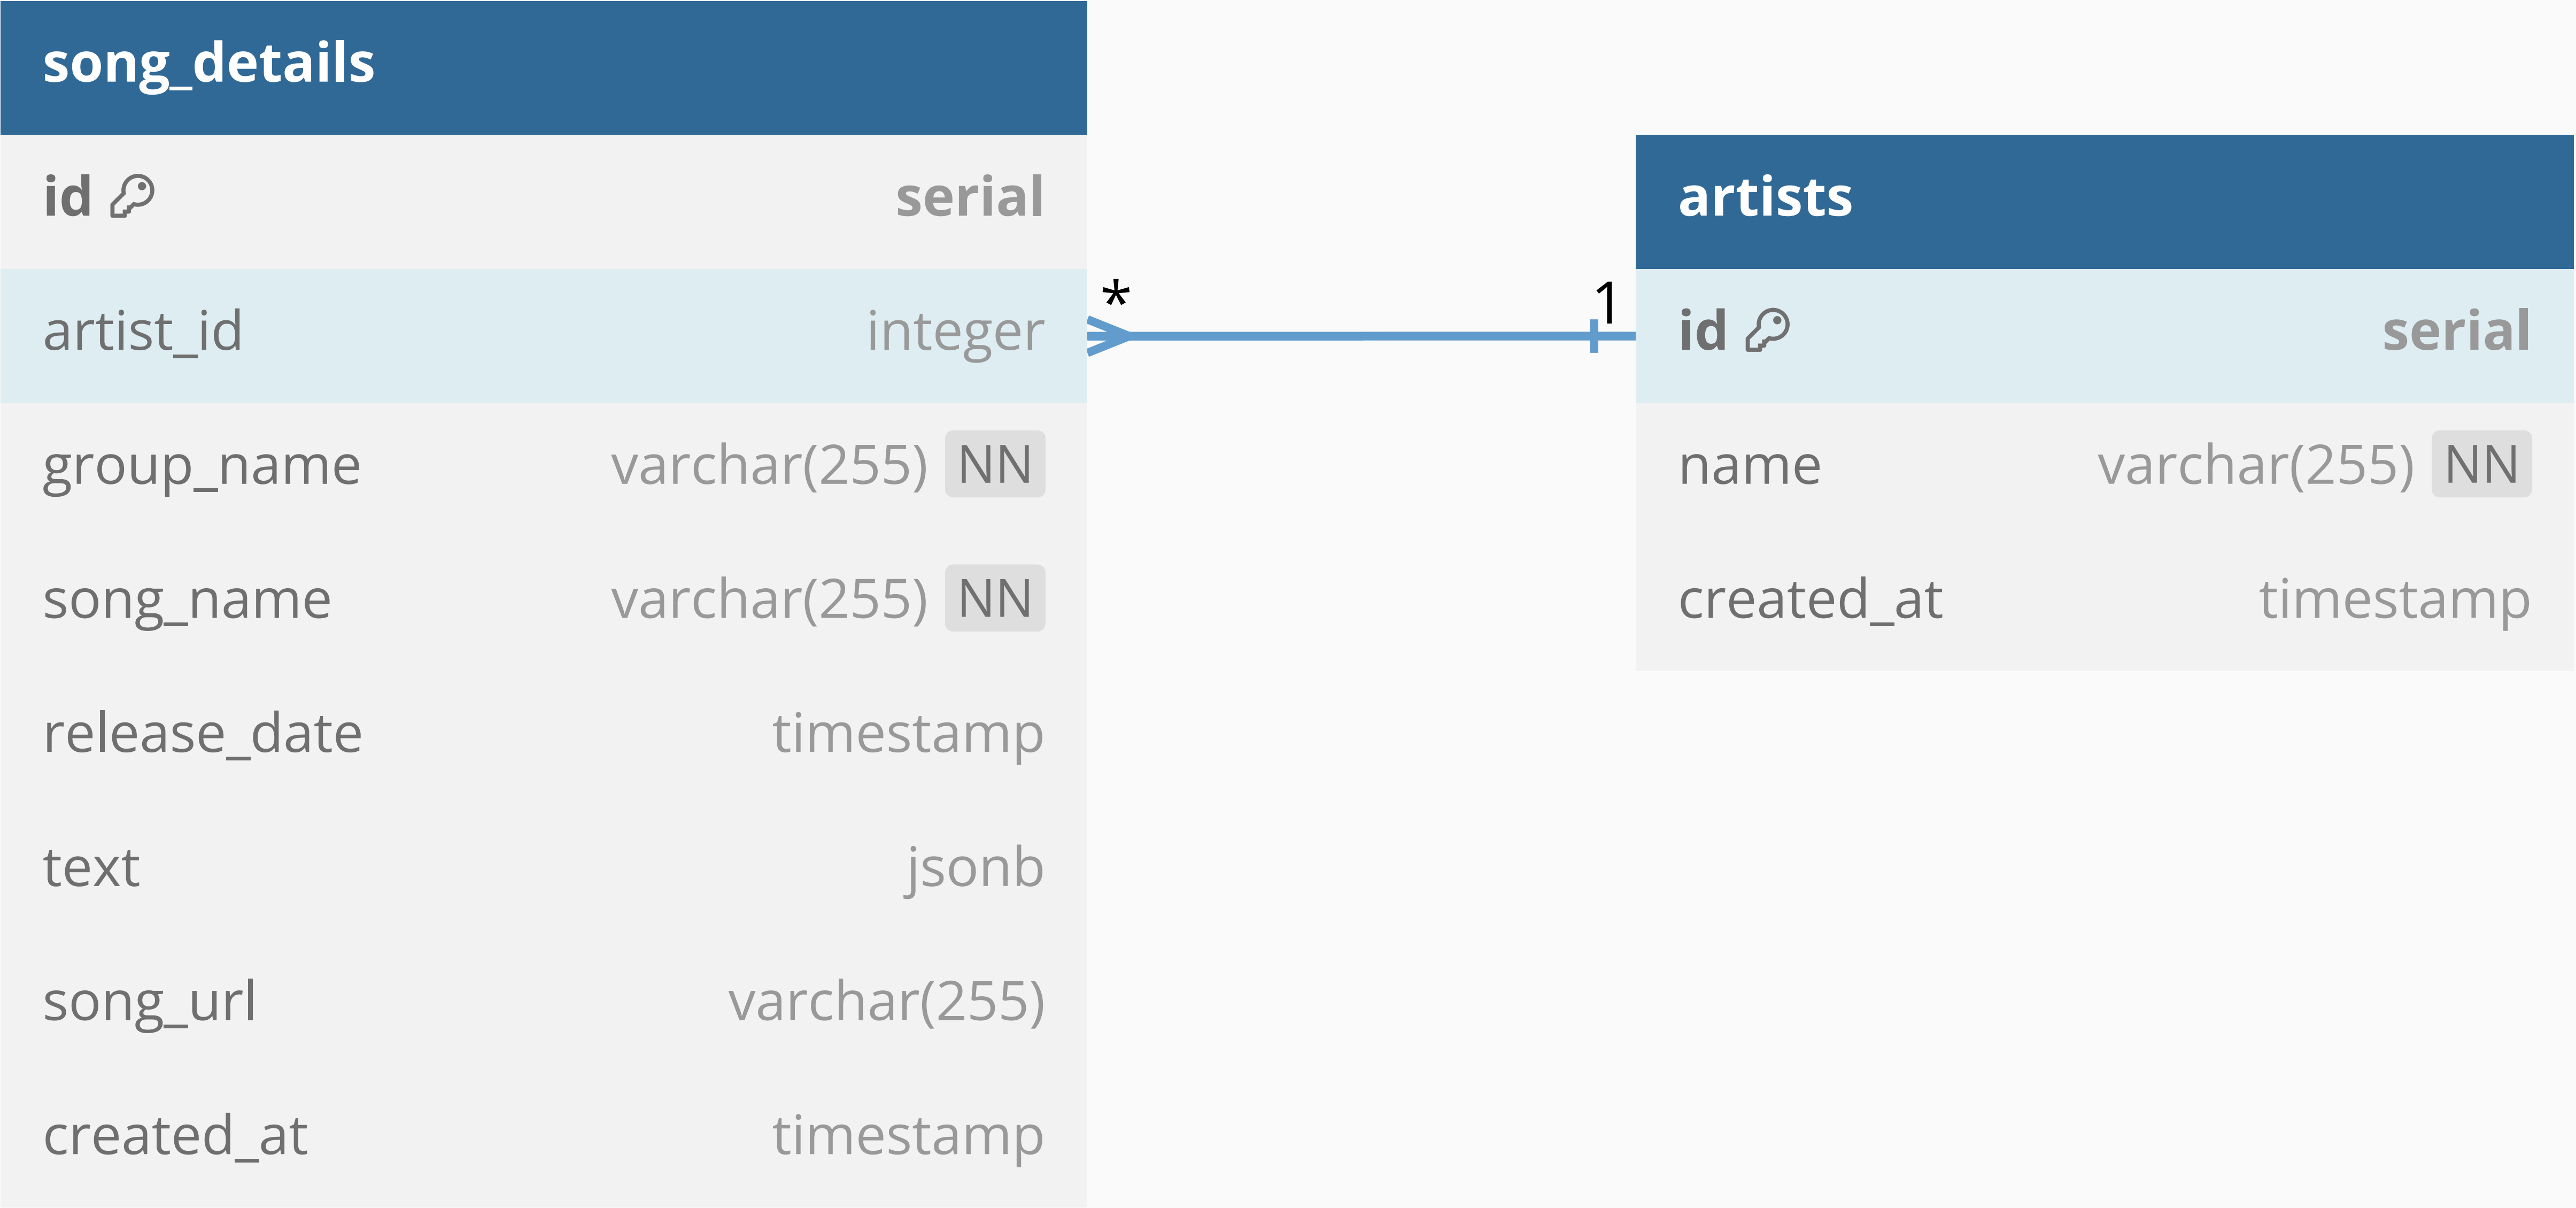 song_details
id serial
artist_id integer
group_name varchar(255) NN
song_name varchar(255) NN
release_date timestamp
text jsonb
song_url varchar(255)
created_at timestamp
* 1
artists
id serial
name varchar(255) NN
created_at timestamp